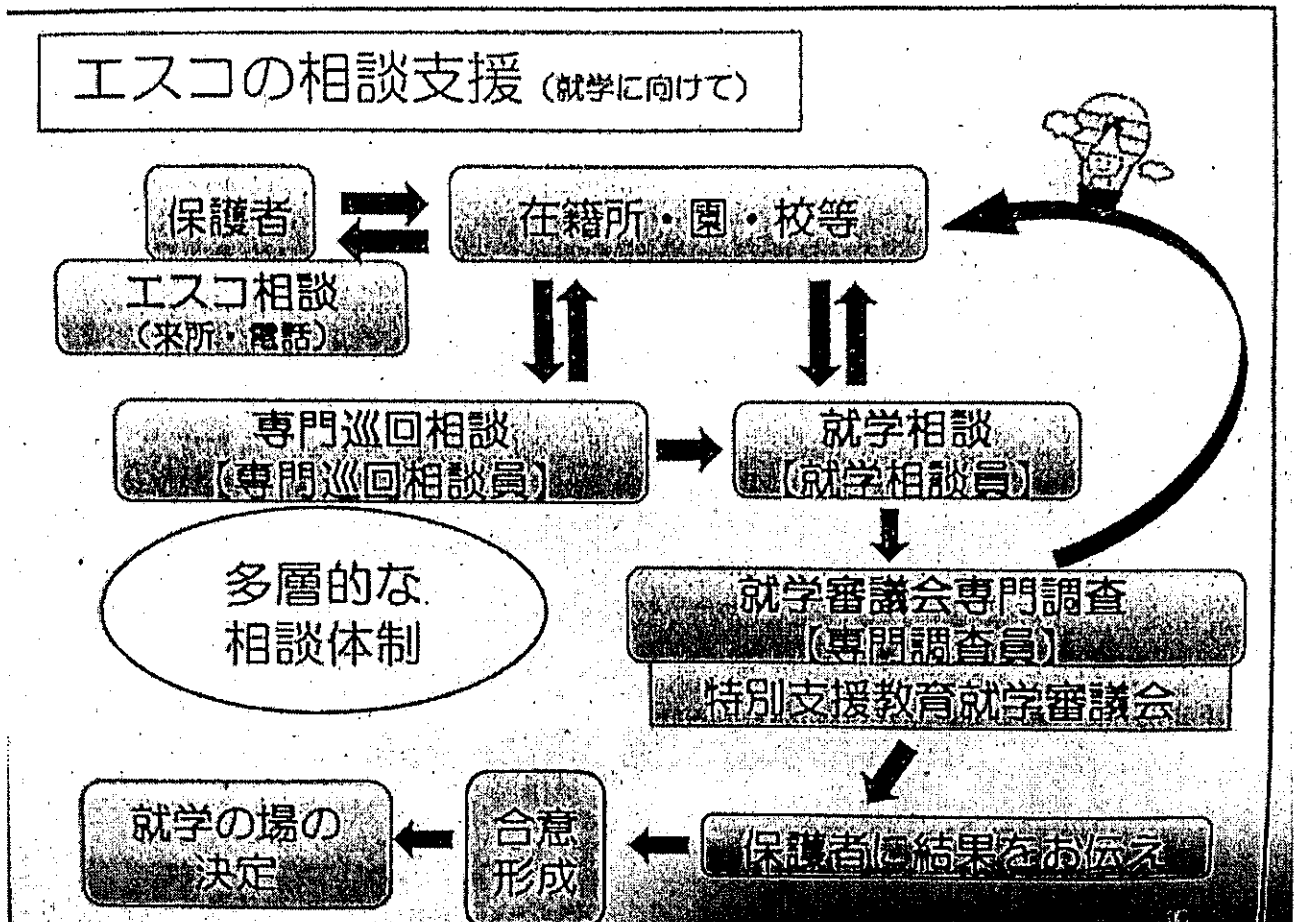 エスコの相談支援（就学に向けて）
保護者
在籍所・園・校等
エスコ相談
（来所・電話）
専門巡回相談
【専門巡回相談員】
就学相談
【就学相談員】
多層的な
相談体制
就学審議会専門調査
【専門調査員】
特別支援教育就学審議会
就学の場の
決定
合意
形成
保護者に結果をお伝え